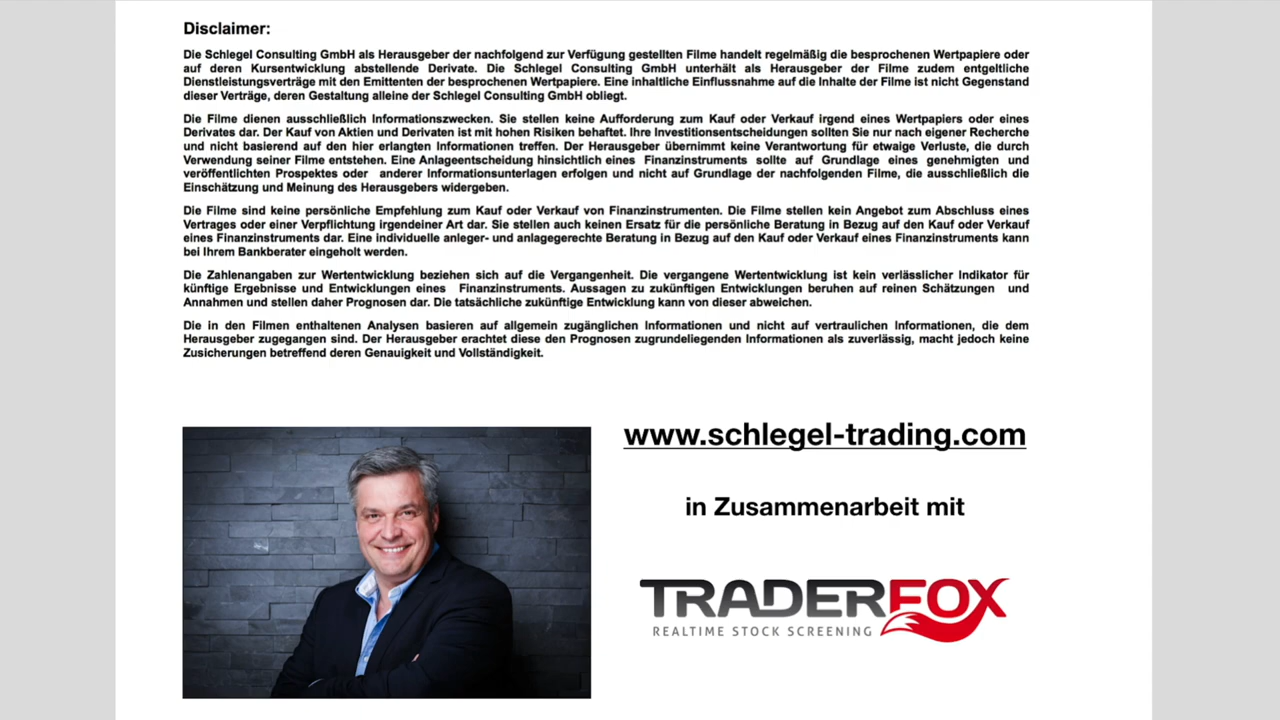 Disclaimer:
Die Schlegel Consulting GmbH als Herausgeber der nachfolgend zur Verfügung gestellten Filme handelt regelmäßig die besprochenen Wertpapiere oder
auf deren Kursentwicklung abstellende Derivate. Die Schlegel Consulting GmbH unterhält als Herausgeber der Filme zudem entgeltliche
Dienstleistungsverträge mit den Emittenten der besprochenen Wertpapiere. Eine inhaltliche Einflussnahme auf die Inhalte der Filme ist nicht Gegenstand
dieser Verträge, deren Gestaltung alleine der Schlegel Consulting GmbH obliegt.
Die Filme dienen ausschließlich Informationszwecken. Sie stellen keine Aufforderung zum Kauf oder Verkauf irgend eines Wertpapiers oder eines
Derivates dar. Der Kauf von Aktien und Derivaten ist mit hohen Risiken behaftet. Ihre Investitionsentscheidungen sollten Sie nur nach eigener Recherche
und nicht basierend auf den hier erlangten Informationen treffen. Der Herausgeber übernimmt keine Verantwortung für etwaige Verluste, die durch
Verwendung seiner Filme entstehen. Eine Anlageentscheidung hinsichtlich eines Finanzinstruments sollte auf Grundlage eines genehmigten und
veröffentlichten Prospektes oder anderer Informationsunterlagen erfolgen und nicht auf Grundlage der nachfolgenden Filme, die ausschließlich die
Einschätzung und Meinung des Herausgebers widergeben.
Die Filme sind keine persönliche Empfehlung zum Kauf oder Verkauf von Finanzinstrumenten. Die Filme stellen kein Angebot zum Abschluss eines
Vertrages oder einer Verpflichtung irgendeiner Art dar. Sie stellen auch keinen Ersatz für die persönliche Beratung in Bezug auf den Kauf oder Verkauf
eines Finanzinstruments dar. Eine individuelle anleger- und anlagegerechte Beratung in Bezug auf den Kauf oder Verkauf eines Finanzinstruments kann
bei Ihrem Bankberater eingeholt werden.
Die Zahlenangaben zur Wertentwicklung beziehen sich auf die Vergangenheit. Die vergangene Wertentwicklung ist kein verlässlicher Indikator für
künftige Ergebnisse und Entwicklungen eines Finanzinstruments. Aussagen zu zukünftigen Entwicklungen beruhen auf reinen Schätzungen und
Annahmen und stellen daher Prognosen dar. Die tatsächliche zukünftige Entwicklung kann von dieser abweichen.
Die in den Filmen enthaltenen Analysen basieren auf allgemein zugänglichen Informationen und nicht auf vertraulichen Informationen, die dem
Herausgeber zugegangen sind. Der Herausgeber erachtet diese den Prognosen zugrundeliegenden Informationen als zuverlässig, macht jedoch keine
Zusicherungen betreffend deren Genauigkeit und Vollständigkeit.
www.schlegel-trading.com
in Zusammenarbeit mit
TRADERFOX
REALTIME STOCK SCREENING